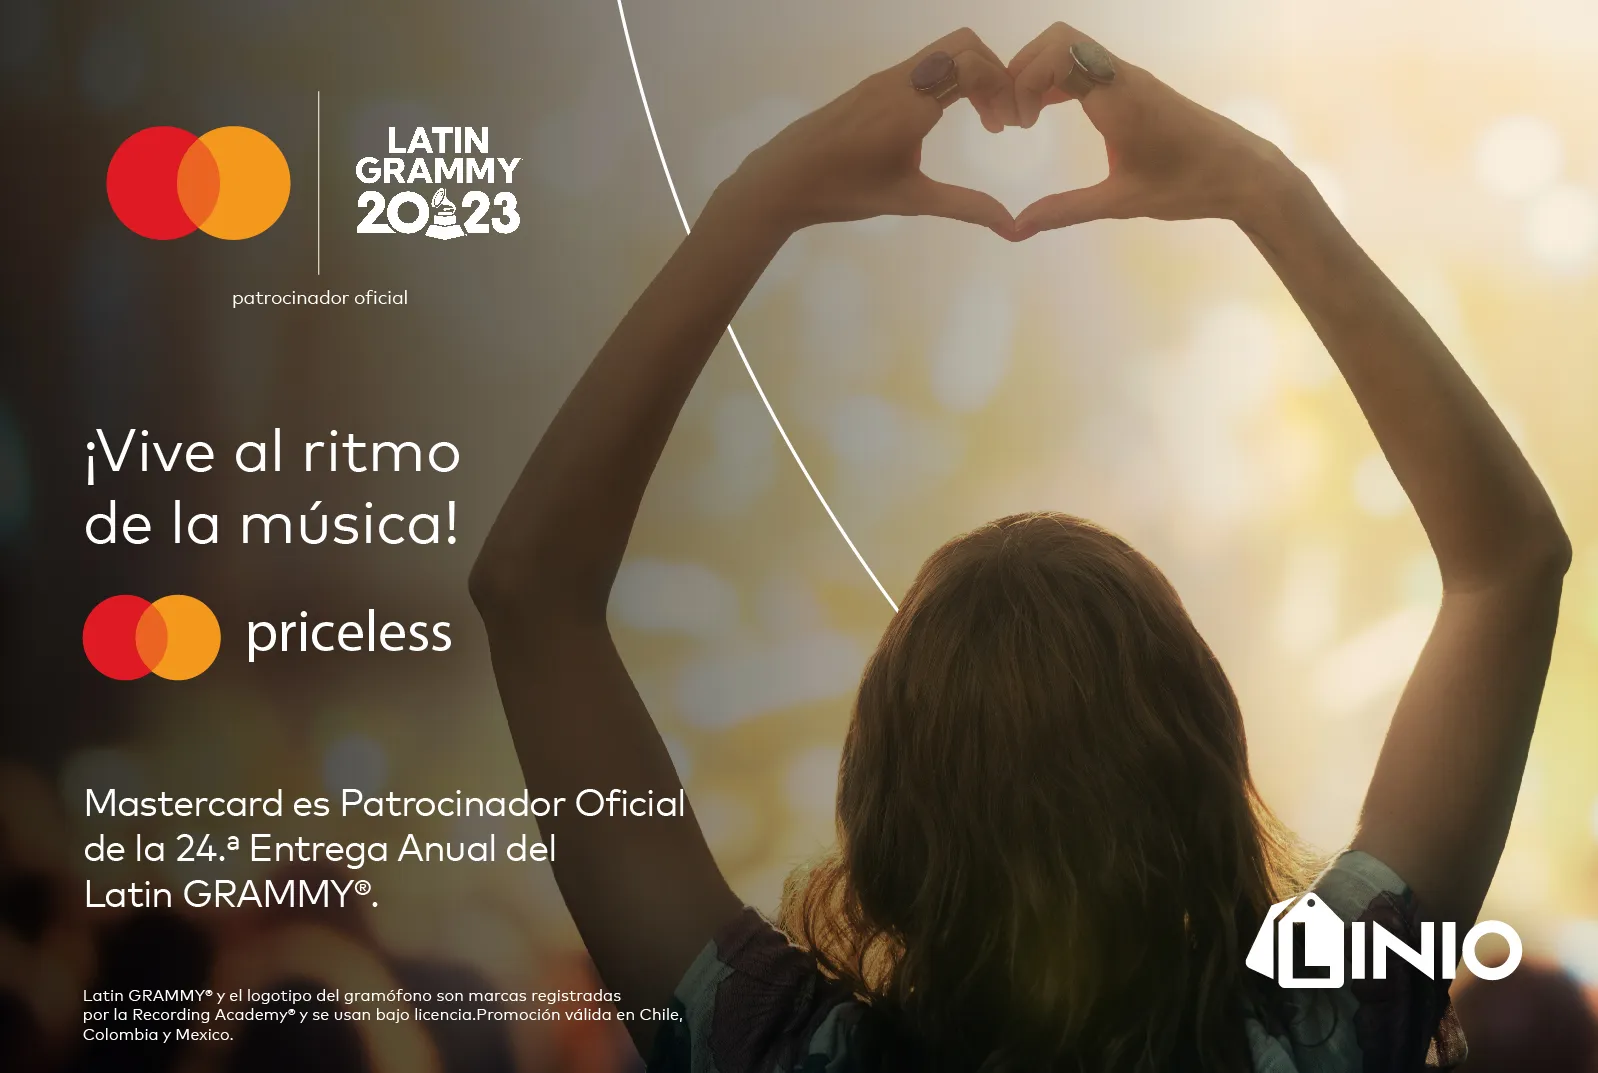 LATIN
GRAMMY
2023
patrocinador oficial
¡Vive al ritmo
de la música!
priceless
Mastercard es Patrocinador Oficial
de la 24.ª Entrega Anual del
Latin GRAMMY®.
Latin GRAMMY® y el logotipo del gramófono son marcas registradas
por la Recording Academy® y se usan bajo licencia.Promoción válida en Chile,
Colombia y Mexico.
LINIO